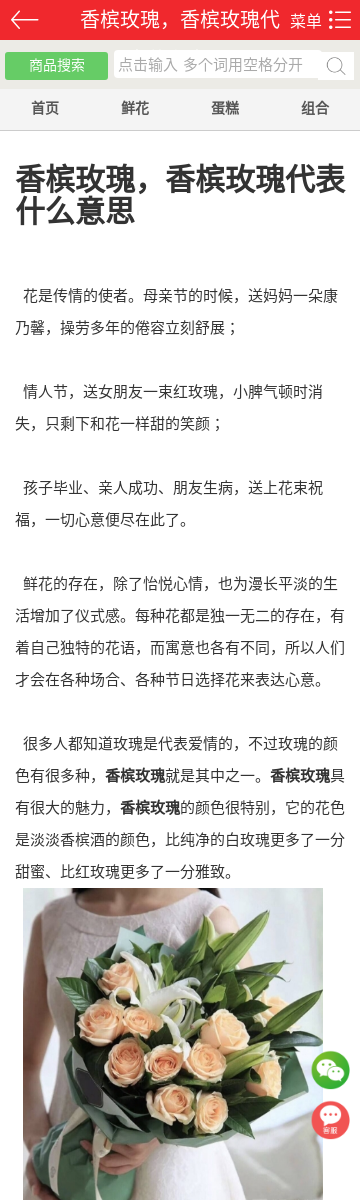 香槟玫瑰，香槟玫瑰代
菜单
商品搜索
点击输入 多个词用空格分开
首页
鲜花
蛋糕
组合
香槟玫瑰，香槟玫瑰代表
什么意思
花是传情的使者。母亲节的时候，送妈妈一朵康
乃馨，操劳多年的倦容立刻舒展；
情人节，送女朋友一束红玫瑰，小脾气顿时消
失，只剩下和花一样甜的笑颜；
孩子毕业、亲人成功、朋友生病，送上花束祝
福，一切心意便尽在此了。
鲜花的存在，除了怡悦心情，也为漫长平淡的生
活增加了仪式感。每种花都是独一无二的存在，有
着自己独特的花语，而寓意也各有不同，所以人们
才会在各种场合、各种节日选择花来表达心意。
很多人都知道玫瑰是代表爱情的，不过玫瑰的颜
色有很多种，香槟玫瑰就是其中之一。香槟玫瑰具
有很大的魅力，香槟玫瑰的颜色很特别，它的花色
是淡淡香槟酒的颜色，比纯净的白玫瑰更多了一分
甜蜜、比红玫瑰更多了一分雅致。
客服